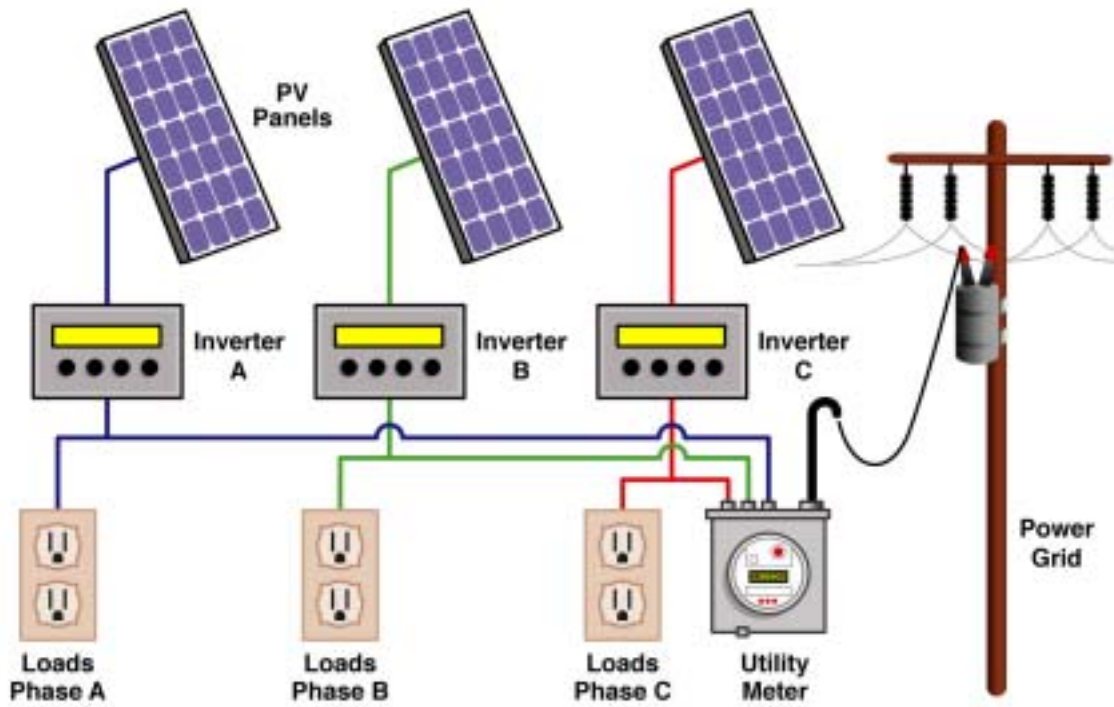 PV
Panels
Inverter
A
Inverter
B
Inverter
C
Power
Grid
Loads
Phase A
Loads
Phase B
Loads
Phase C
Utility
Meter